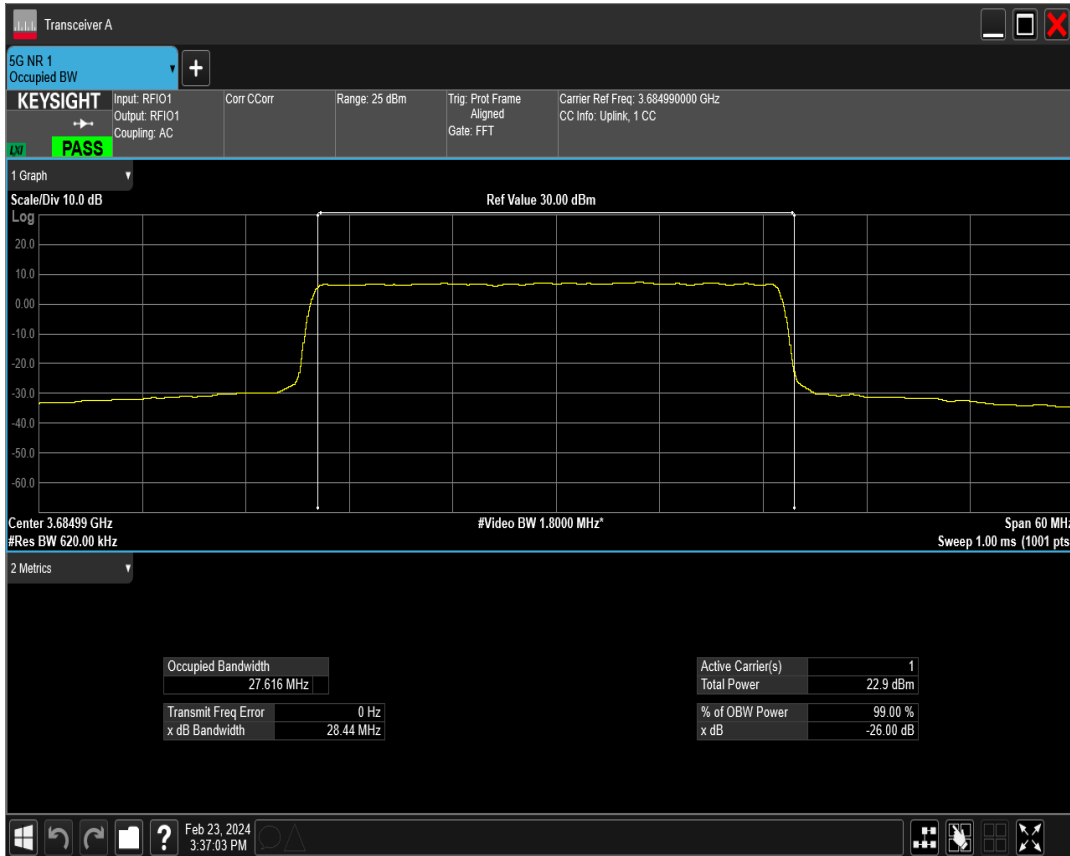 Transceiver A
5G NR 1
Occupied BW
KEYSIGHT
LXI
PASS
Input: RFIO1
Output: RFIO1
Coupling: AC
Corr CCorr
Range: 25 dBm
Trig: Prot Frame
Aligned
Gate: FFT
Carrier Ref Freq: 3.684990000 GHz
CC Info: Uplink, 1 CC
1 Graph
Scale/Div 10.0 dB
Ref Value 30.00 dBm
Log
20.0
10.0
0.00
-10.0
-20.0
-30.0
-40.0
-50.0
-60.0
Center 3.68499 GHz
#Video BW 1.8000 MHz*
Span 60 MHz
#Res BW 620.00 kHz
Sweep 1.00 ms (1001 pts
2 Metrics
Occupied Bandwidth
27.616 MHz
Transmit Freq Error 0 Hz
x dB Bandwidth 28.44 MHz
Active Carrier(s) 1
Total Power 22.9 dBm
% of OBW Power 99.00 %
x dB -26.00 dB
?
Feb 23, 2024
3:37:03 PM